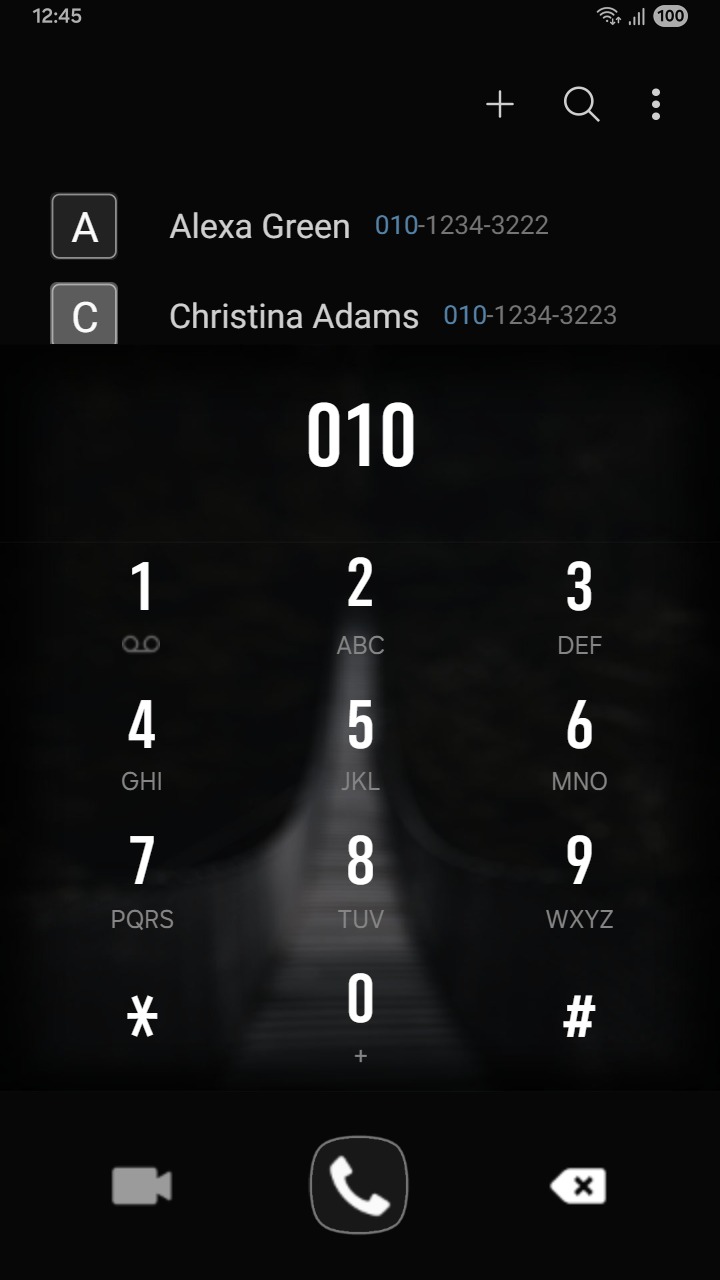 12:45 100
A Alexa Green 010-1234-3222
C Christina Adams 010-1234-3223
010
1 2 3
ABC DEF
4 5 6
GHI JKL MNO
7 8 9
PQRS TUV WXYZ
* 0 #
+